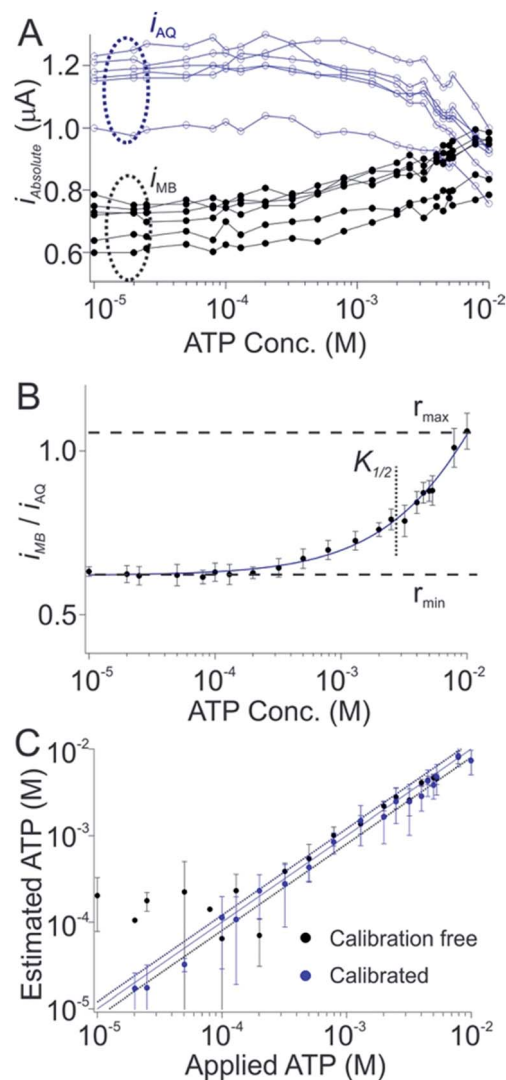 A
i_AQ
1.2
1.0
0.8
0.6
i_Absolute (μA)
i_MB
10⁻⁵ 10⁻⁴ 10⁻³ 10⁻²
ATP Conc. (M)
B
r_max
1.0
K_1/2
i_MB / i_AQ
0.5
r_min
10⁻⁵ 10⁻⁴ 10⁻³ 10⁻²
ATP Conc. (M)
C
10⁻²
10⁻³
10⁻⁴
10⁻⁵
Estimated ATP (M)
Calibration free
Calibrated
10⁻⁵ 10⁻⁴ 10⁻³ 10⁻²
Applied ATP (M)